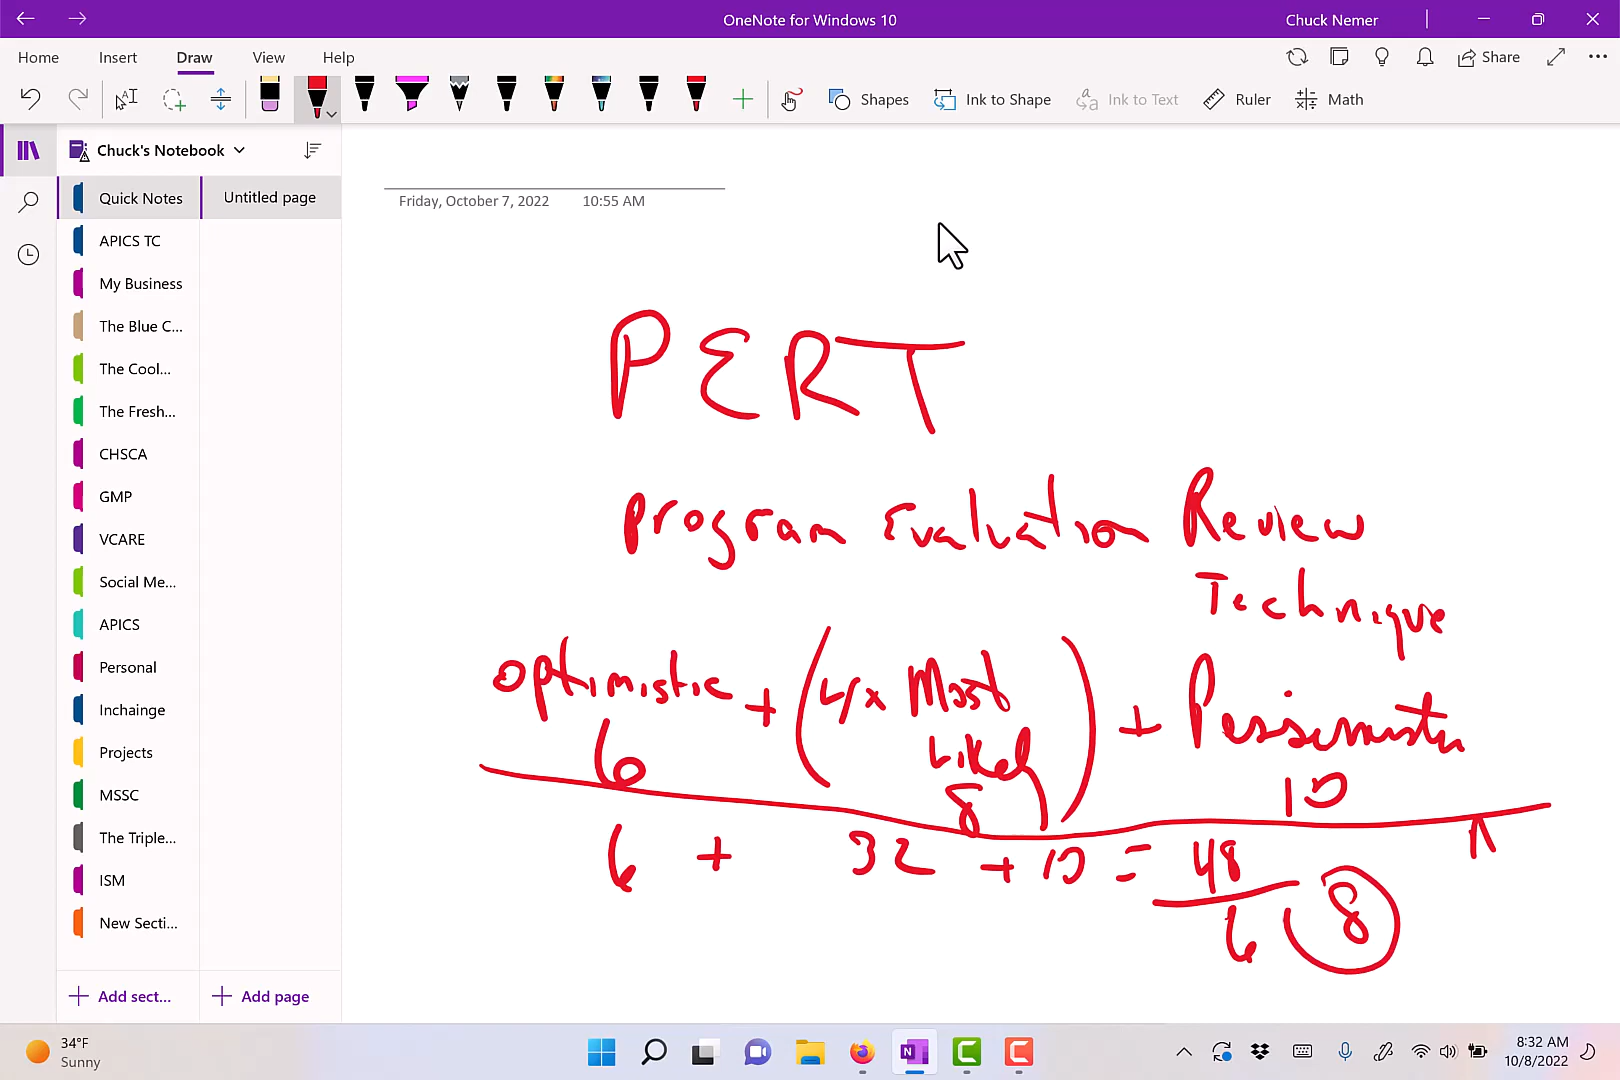 OneNote for Windows 10
Chuck Nemer
Home Insert Draw View Help
Share
Shapes Ink to Shape Ink to Text Ruler Math
Chuck's Notebook
Quick Notes
Untitled page
Friday, October 7, 2022 10:55 AM
APICS TC
My Business
The Blue C...
The Cool...
The Fresh...
CHSCA
GMP
VCARE
Social Me...
APICS
Personal
Inchainge
Projects
MSSC
The Triple...
ISM
New Secti...
Add sect...
Add page
PERT
Program Evaluation Review
Technique
Optimistic + (4x Most Likely) + Pessimistic
6 8 10
6 + 32 + 10 = 48
6 8
34°F
Sunny
8:32 AM
10/8/2022